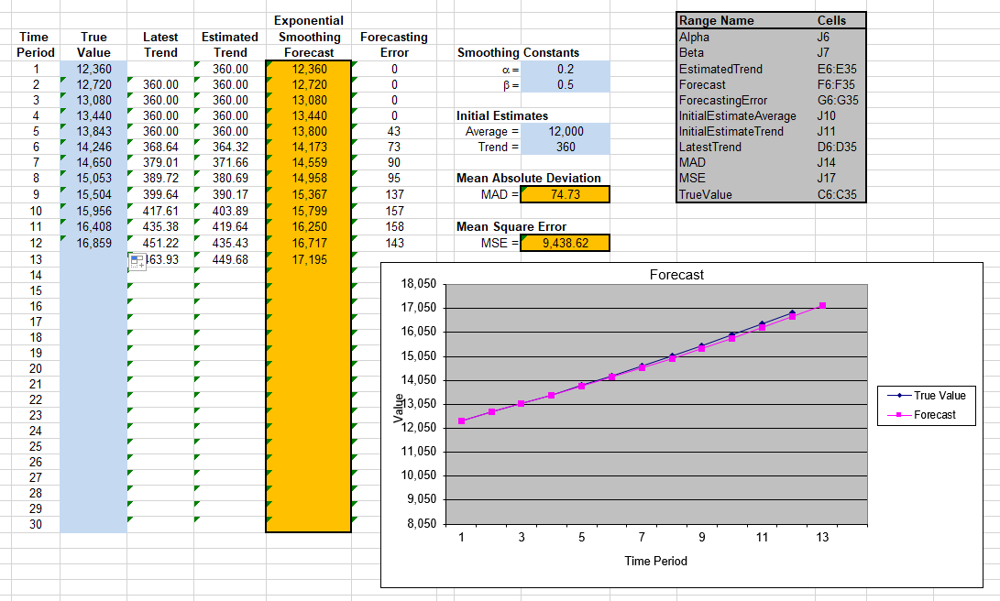 Exponential
Time True Latest Estimated Smoothing Forecasting
Period Value Trend Trend Forecast Error
1 12,360 360.00 12,360 0
2 12,720 360.00 360.00 12,720 0
3 13,080 360.00 360.00 13,080 0
4 13,440 360.00 360.00 13,440 0
5 13,843 360.00 360.00 13,800 43
6 14,246 368.64 364.32 14,173 73
7 14,650 379.01 371.66 14,559 90
8 15,053 389.72 380.69 14,958 95
9 15,504 399.64 390.17 15,367 137
10 15,956 417.61 403.89 15,799 157
11 16,408 435.38 419.64 16,250 158
12 16,859 451.22 435.43 16,717 143
13 463.93 449.68 17,195
14
15
16
17
18
19
20
21
22
23
24
25
26
27
28
29
30
Smoothing Constants
α = 0.2
β = 0.5
Initial Estimates
Average = 12,000
Trend = 360
Mean Absolute Deviation
MAD = 74.73
Mean Square Error
MSE = 9,438.62
Range Name Cells
Alpha J6
Beta J7
EstimatedTrend E6:E35
Forecast F6:F35
ForecastingError G6:G35
InitialEstimateAverage J10
InitialEstimateTrend J11
LatestTrend D6:D35
MAD J14
MSE J17
TrueValue C6:C35
Forecast
18,050
17,050
16,050
15,050
14,050
13,050
12,050
11,050
10,050
9,050
8,050
Value
1 3 5 7 9 11 13
Time Period
True Value
Forecast